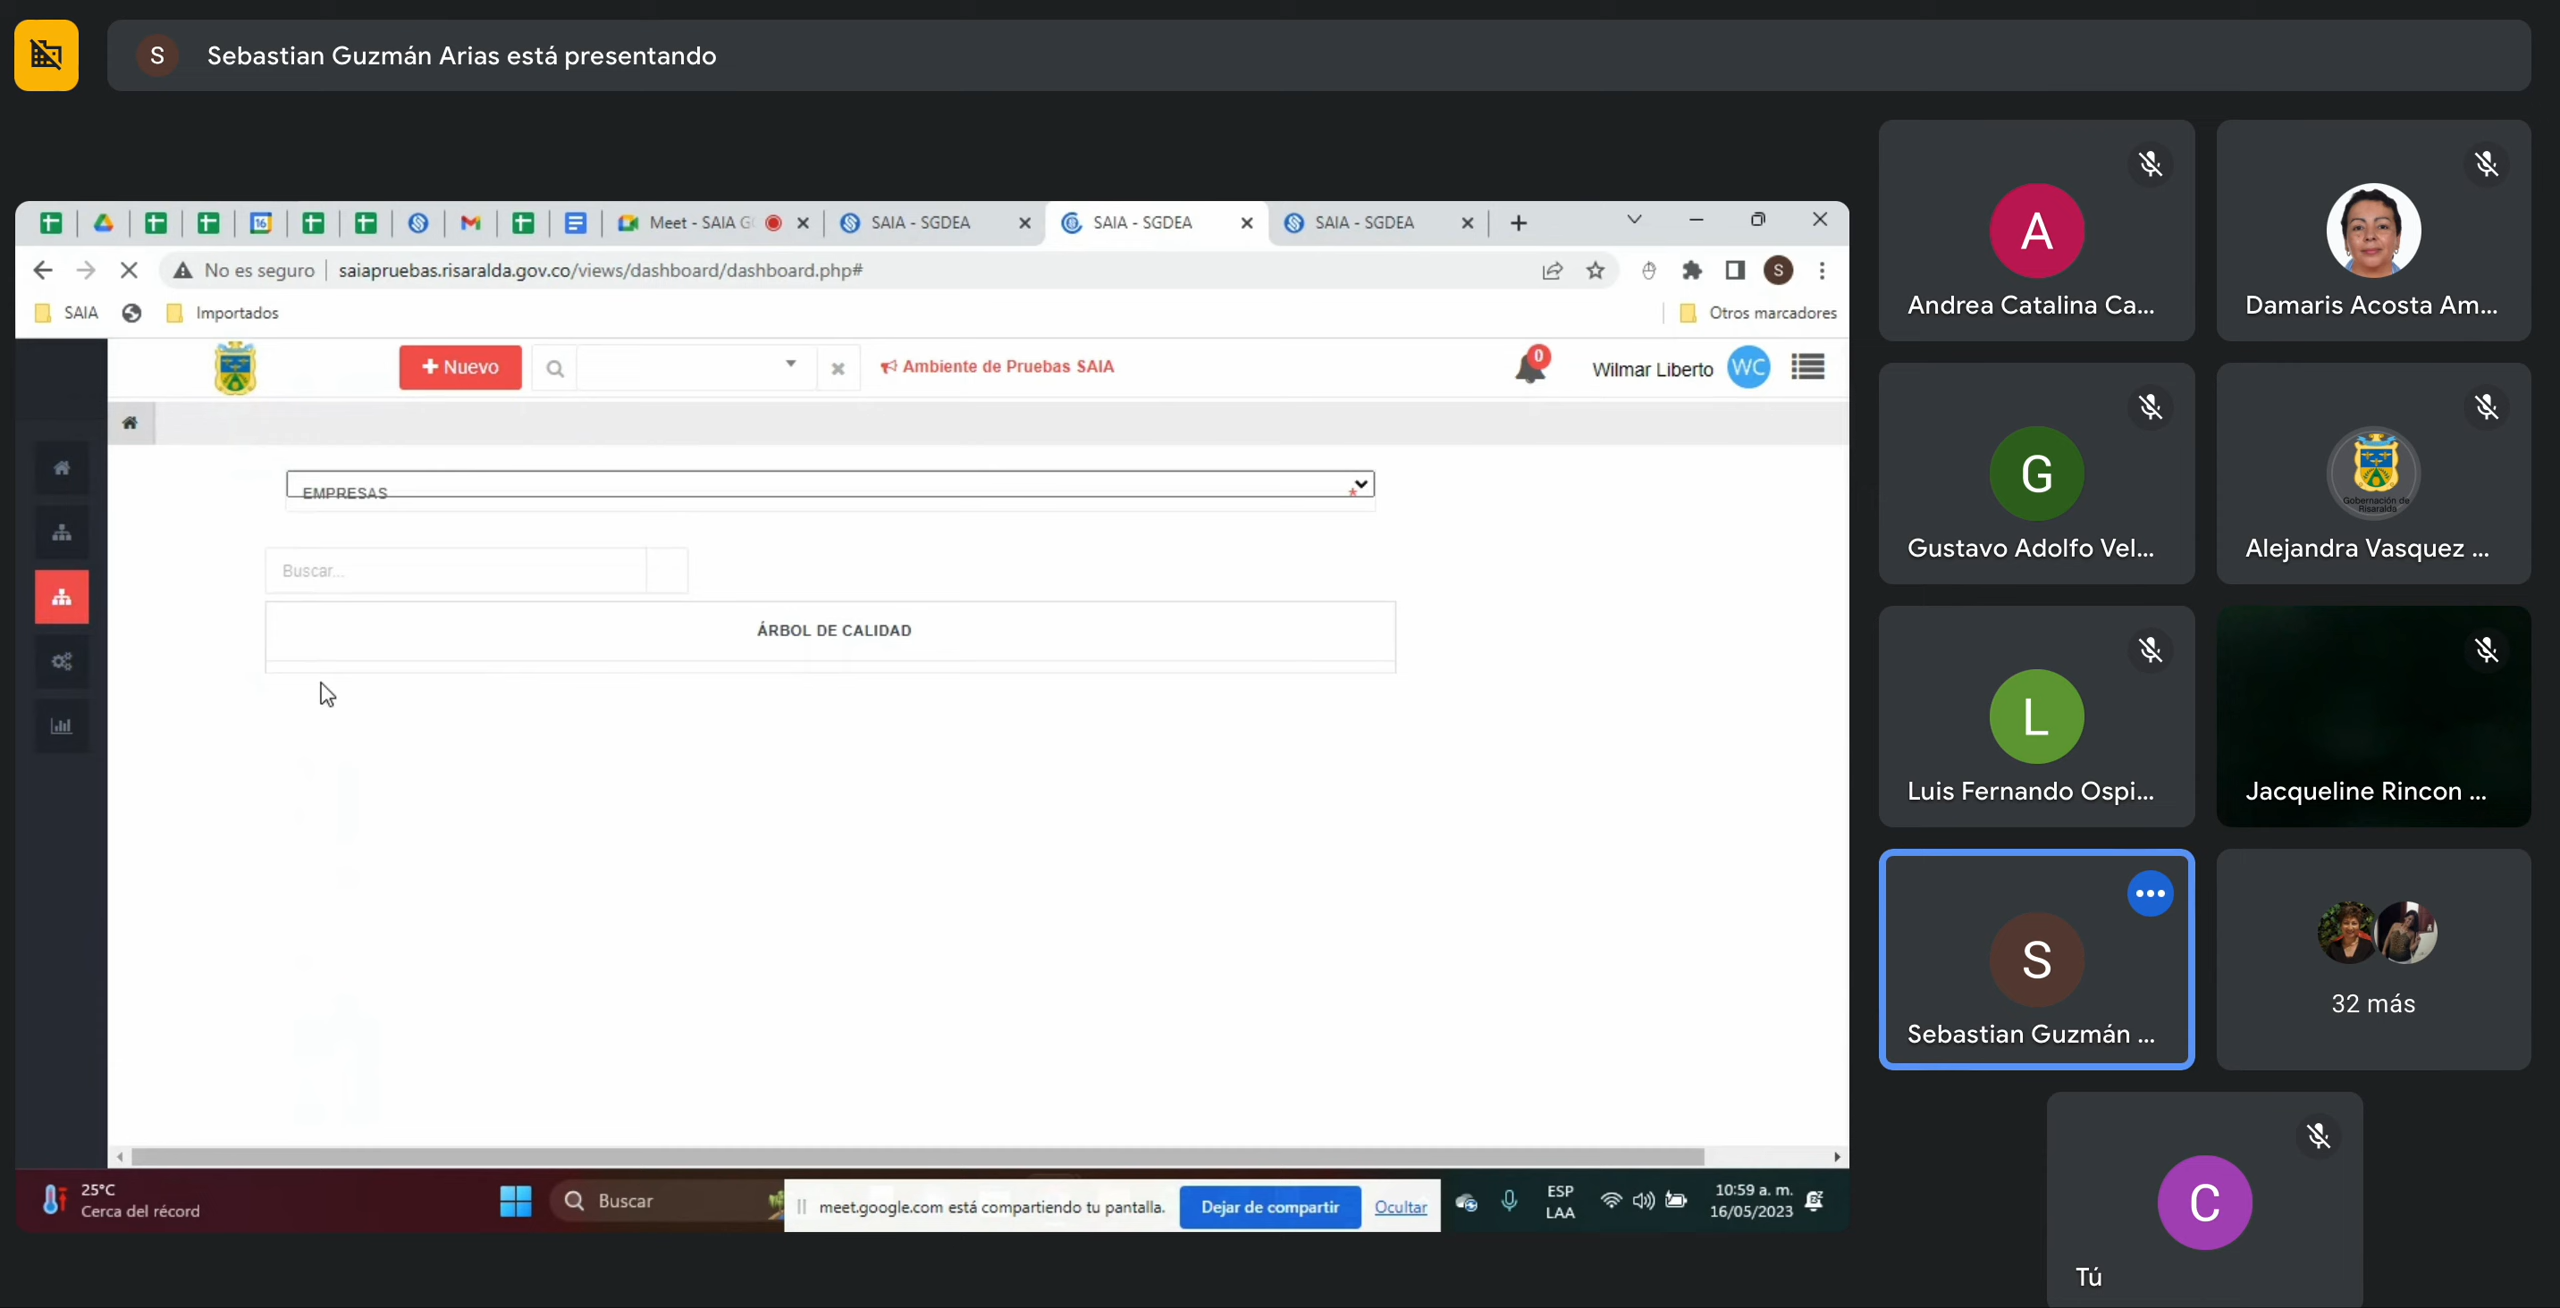 S Sebastian Guzmán Arias está presentando
Meet - SAIA G
SAIA - SGDEA
SAIA - SGDEA
SAIA - SGDEA
No es seguro
saiapruebas.risaralda.gov.co/views/dashboard/dashboard.php#
S
SAIA
Importados
Otros marcadores
+ Nuevo
Ambiente de Pruebas SAIA
0
Wilmar Liberto
WC
EMPRESAS
*
Buscar...
ÁRBOL DE CALIDAD
25°C
Cerca del récord
Buscar
meet.google.com está compartiendo tu pantalla.
Dejar de compartir
Ocultar
ESP
LAA
10:59 a. m.
16/05/2023
A
Andrea Catalina Ca...
Damaris Acosta Am...
G
Gustavo Adolfo Vel...
Gobernación de
Risaralda
Alejandra Vasquez ...
L
Luis Fernando Ospi...
Jacqueline Rincon ...
S
Sebastian Guzmán ...
32 más
C
Tú